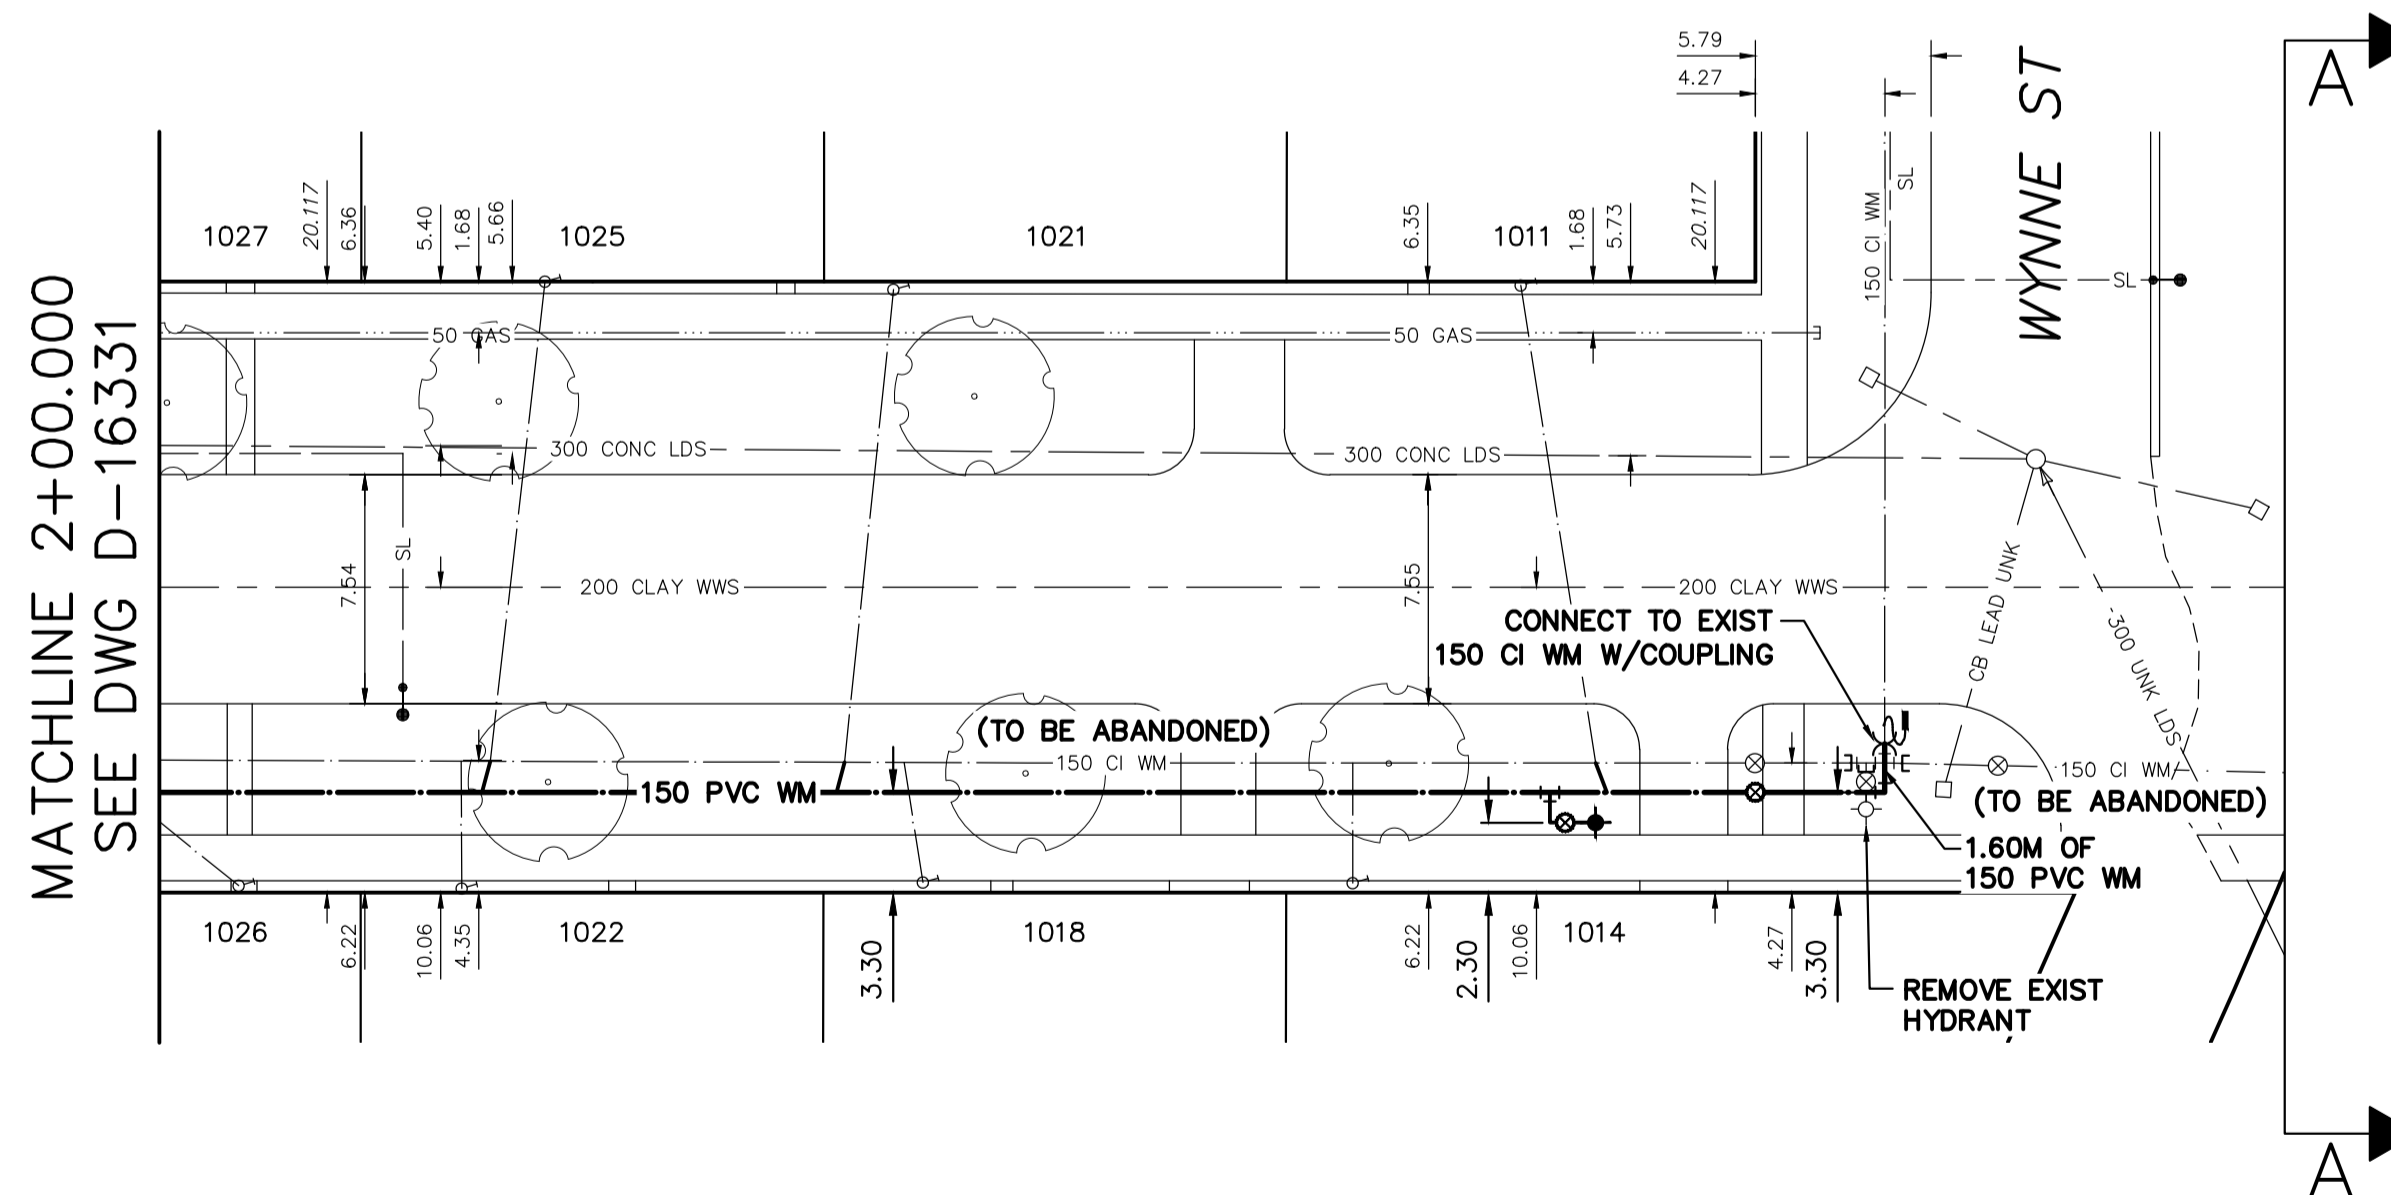 MATCHLINE 2+00.000
SEE DWG D-16331
5.79
4.27
A
WYNNE ST
1027
20.117
6.36
5.40
1.68
5.66
1025
1021
6.35
1011
1.68
5.73
20.117
150 CI WM
SL
SL
50 GAS
50 GAS
300 CONC LDS
300 CONC LDS
SL
7.54
7.55
200 CLAY WWS
200 CLAY WWS
CONNECT TO EXIST
150 CI WM W/COUPLING
CB LEAD UNK
300 UNK LDS
(TO BE ABANDONED)
150 CI WM
150 CI WM
150 PVC WM
(TO BE ABANDONED)
1.60M OF
150 PVC WM
1026
6.22
10.06
4.35
1022
3.30
1018
6.22
2.30
10.06
1014
4.27
3.30
REMOVE EXIST
HYDRANT
A